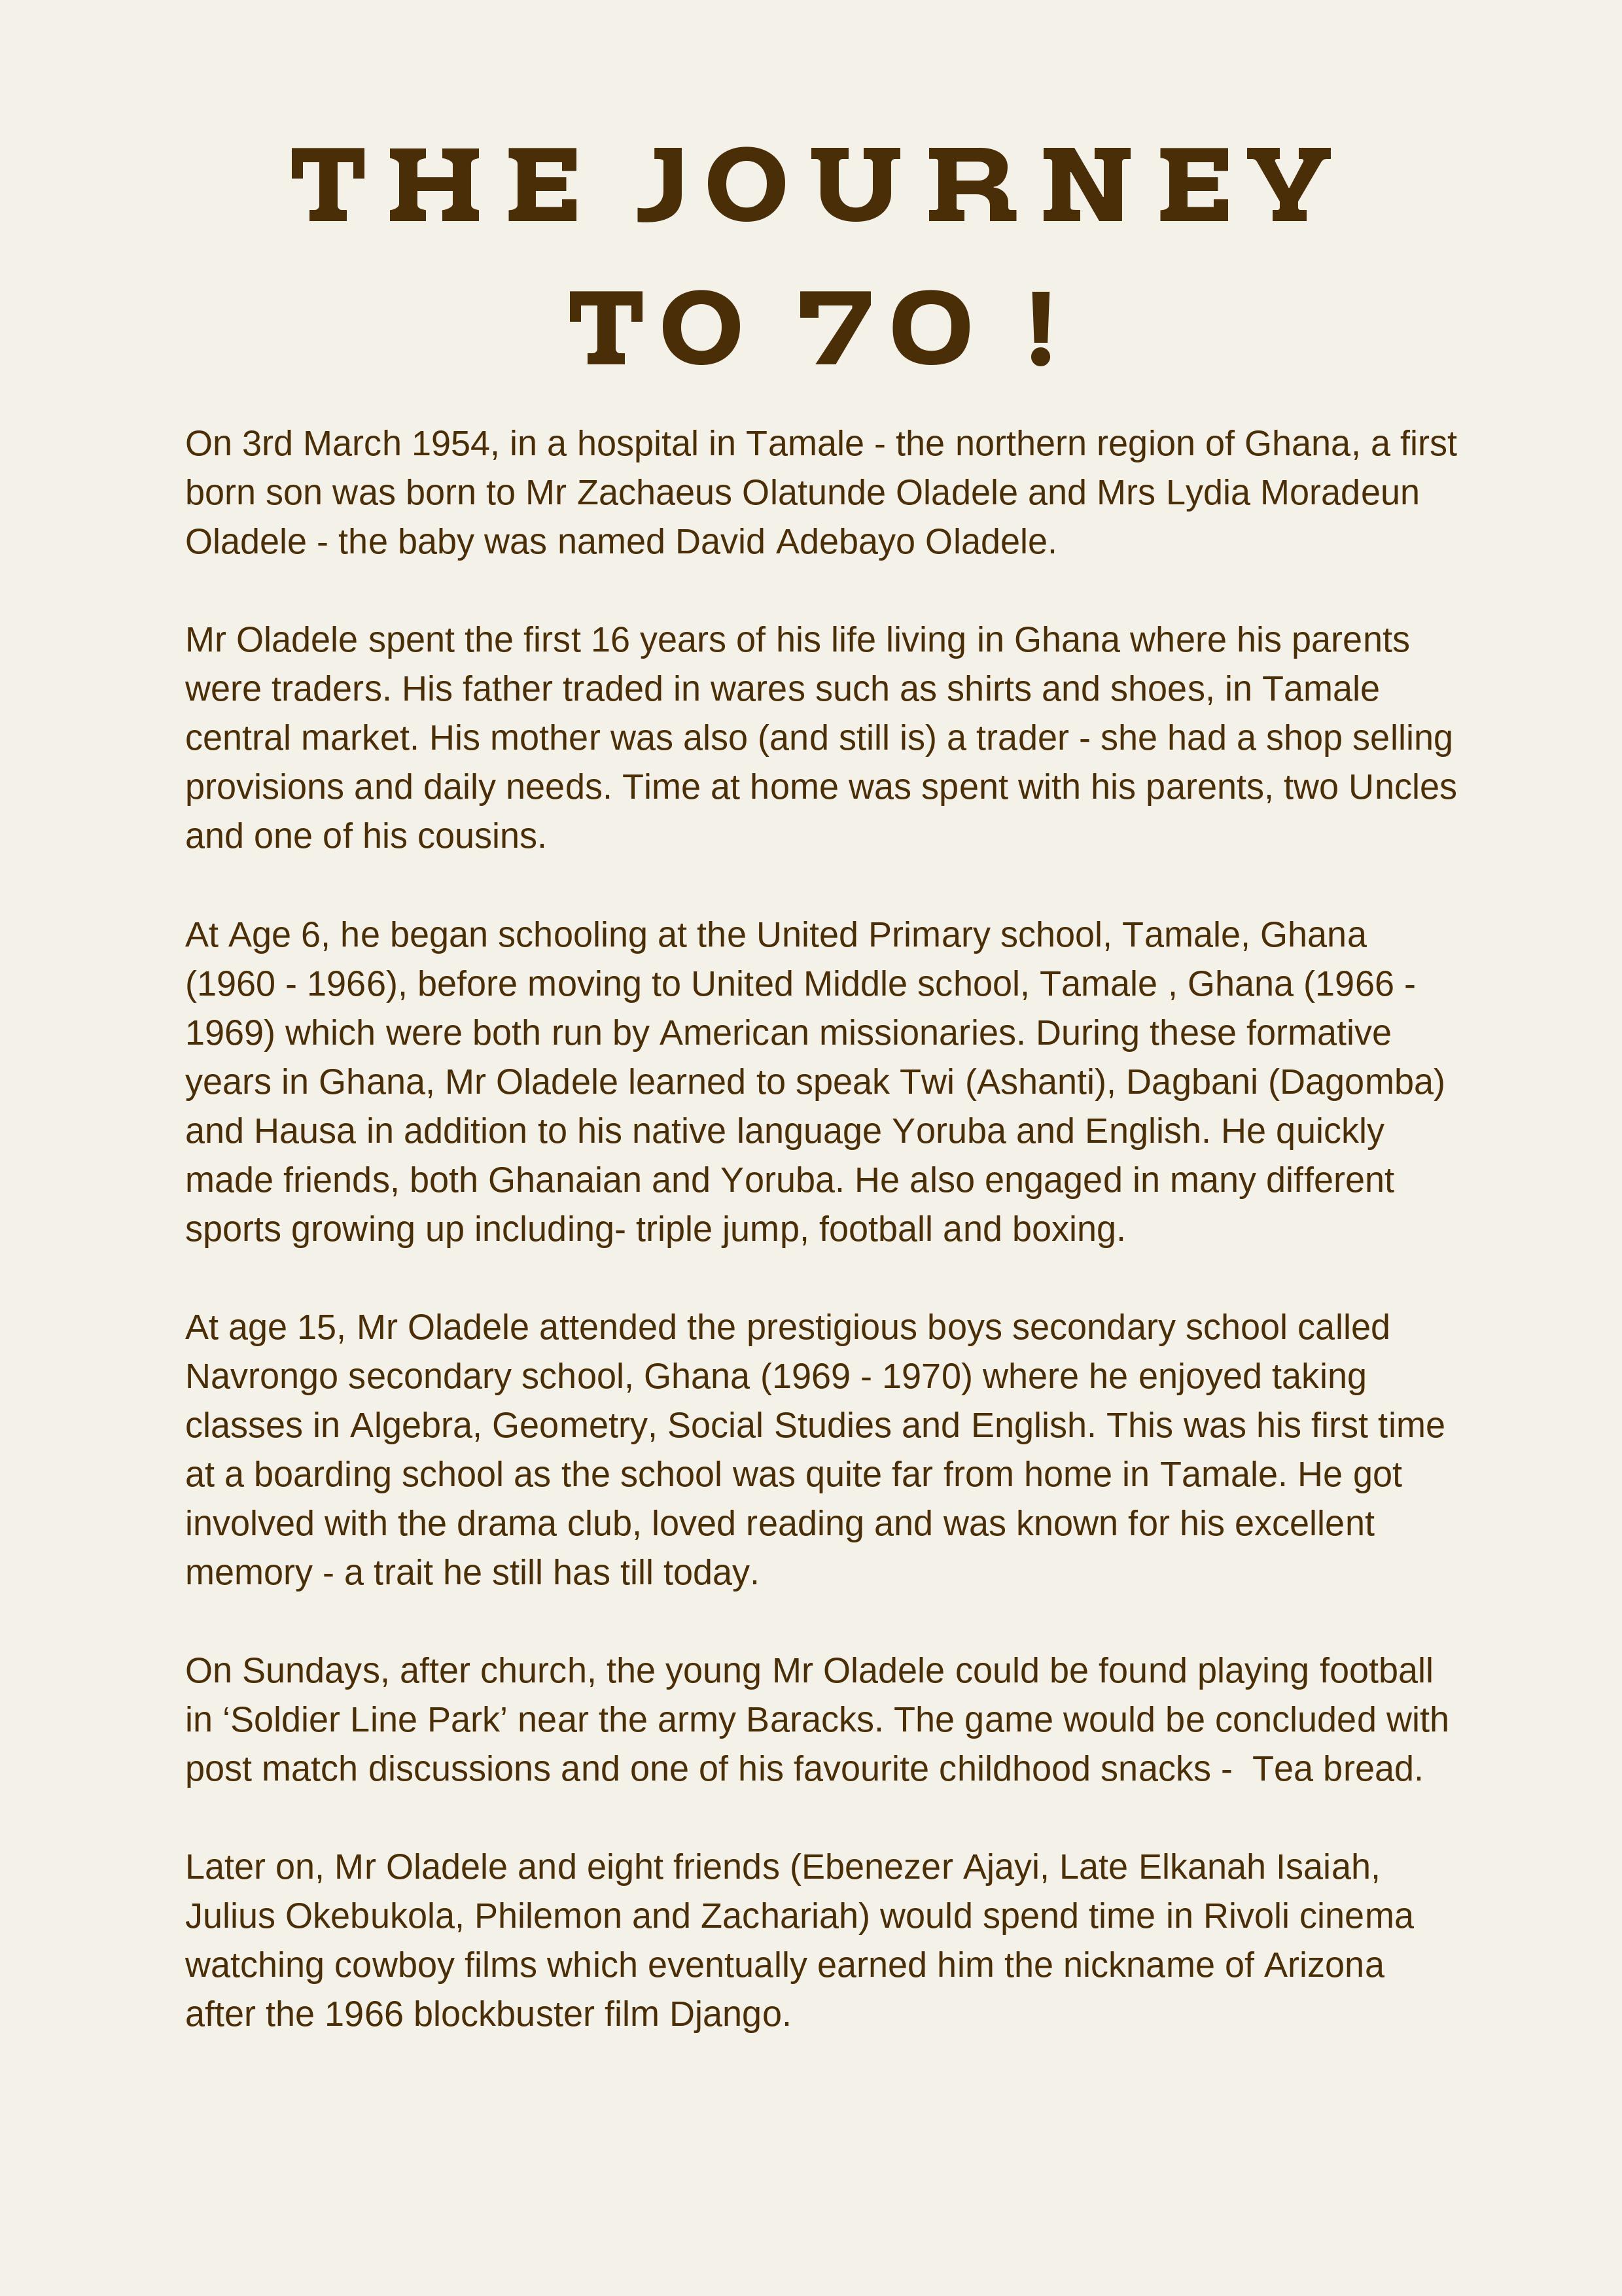 THE JOURNEY
TO 70 !
On 3rd March 1954, in a hospital in Tamale - the northern region of Ghana, a first
born son was born to Mr Zachaeus Olatunde Oladele and Mrs Lydia Moradeun
Oladele - the baby was named David Adebayo Oladele.
Mr Oladele spent the first 16 years of his life living in Ghana where his parents
were traders. His father traded in wares such as shirts and shoes, in Tamale
central market. His mother was also (and still is) a trader - she had a shop selling
provisions and daily needs. Time at home was spent with his parents, two Uncles
and one of his cousins.
At Age 6, he began schooling at the United Primary school, Tamale, Ghana
(1960 - 1966), before moving to United Middle school, Tamale , Ghana (1966 -
1969) which were both run by American missionaries. During these formative
years in Ghana, Mr Oladele learned to speak Twi (Ashanti), Dagbani (Dagomba)
and Hausa in addition to his native language Yoruba and English. He quickly
made friends, both Ghanaian and Yoruba. He also engaged in many different
sports growing up including- triple jump, football and boxing.
At age 15, Mr Oladele attended the prestigious boys secondary school called
Navrongo secondary school, Ghana (1969 - 1970) where he enjoyed taking
classes in Algebra, Geometry, Social Studies and English. This was his first time
at a boarding school as the school was quite far from home in Tamale. He got
involved with the drama club, loved reading and was known for his excellent
memory - a trait he still has till today.
On Sundays, after church, the young Mr Oladele could be found playing football
in ‘Soldier Line Park’ near the army Baracks. The game would be concluded with
post match discussions and one of his favourite childhood snacks -  Tea bread.
Later on, Mr Oladele and eight friends (Ebenezer Ajayi, Late Elkanah Isaiah,
Julius Okebukola, Philemon and Zachariah) would spend time in Rivoli cinema
watching cowboy films which eventually earned him the nickname of Arizona
after the 1966 blockbuster film Django.